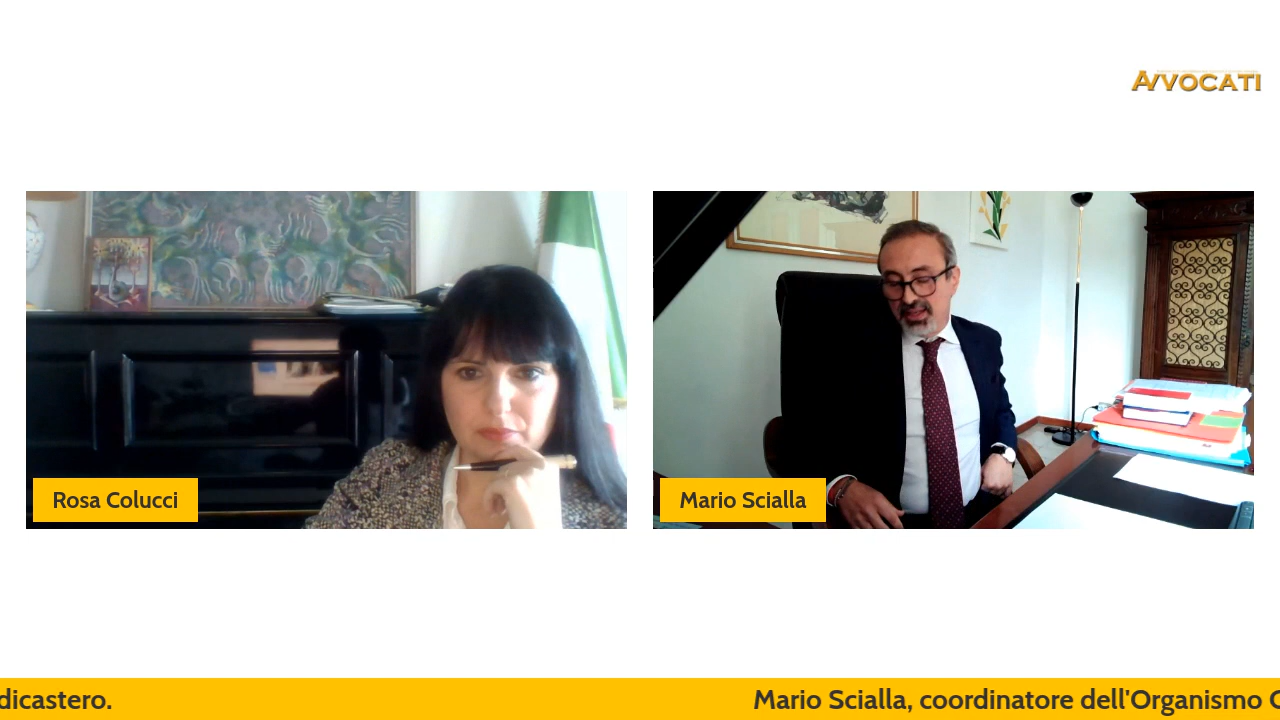 AVVOCATI
Rosa Colucci
Mario Scialla
dicastero.
Mario Scialla, coordinatore dell'Organismo